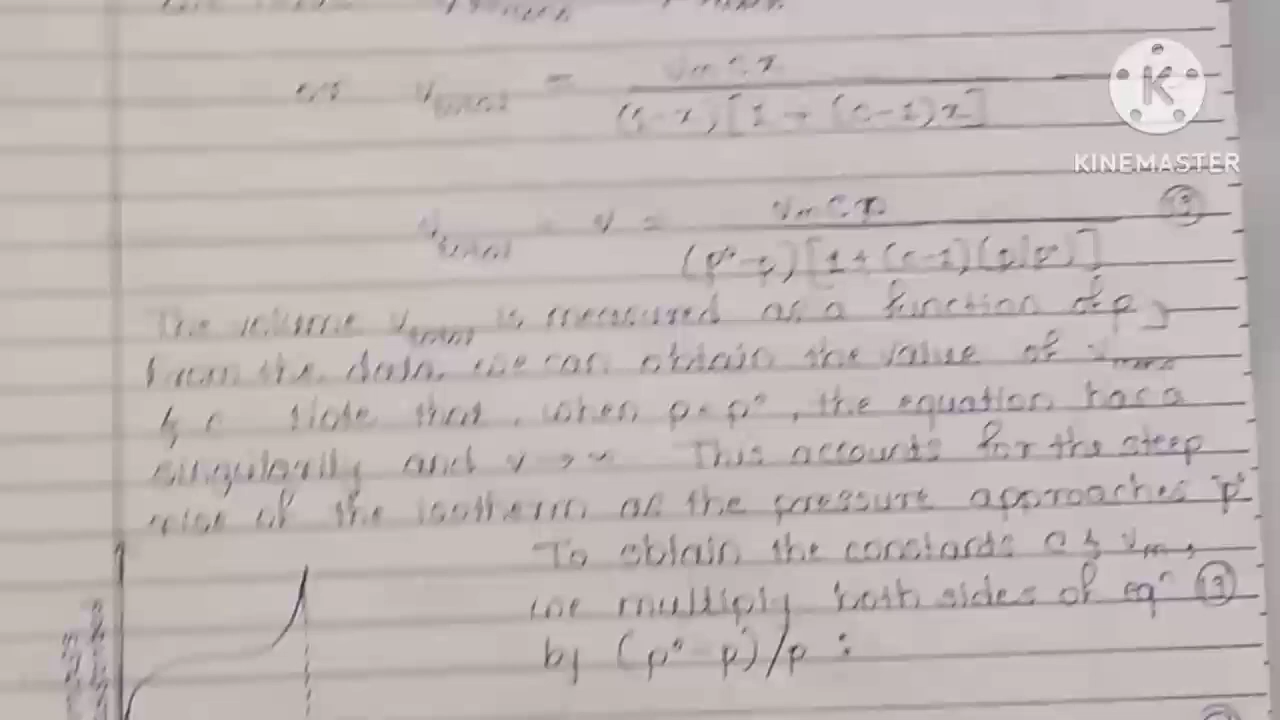 KINEMASTER
or v_total = v_m c x
(1-x)[1 + (c-1)x]
v_total = v = v_m c p ⑬
(p°-p)[1+(c-1)(p/p°)]
The volume v_total is measured as a function of p,
from the data, we can obtain the value of
& c Note that, when p = p°, the equation has a
singularity and v → ∞ This accounts for the steep
rise of the isotherm as the pressure approaches p°
To obtain the constants c & v_m,
we multiply both sides of eqⁿ ⑬
by (p°-p)/p :